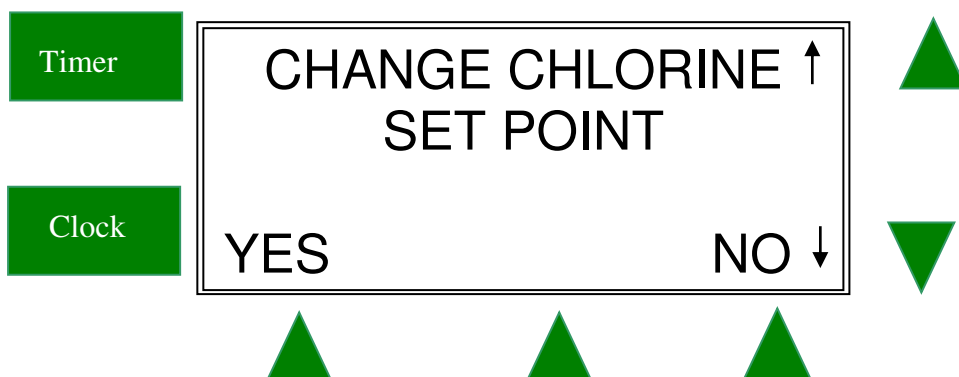 Timer
CHANGE CHLORINE ↑
SET POINT
Clock
YES NO ↓